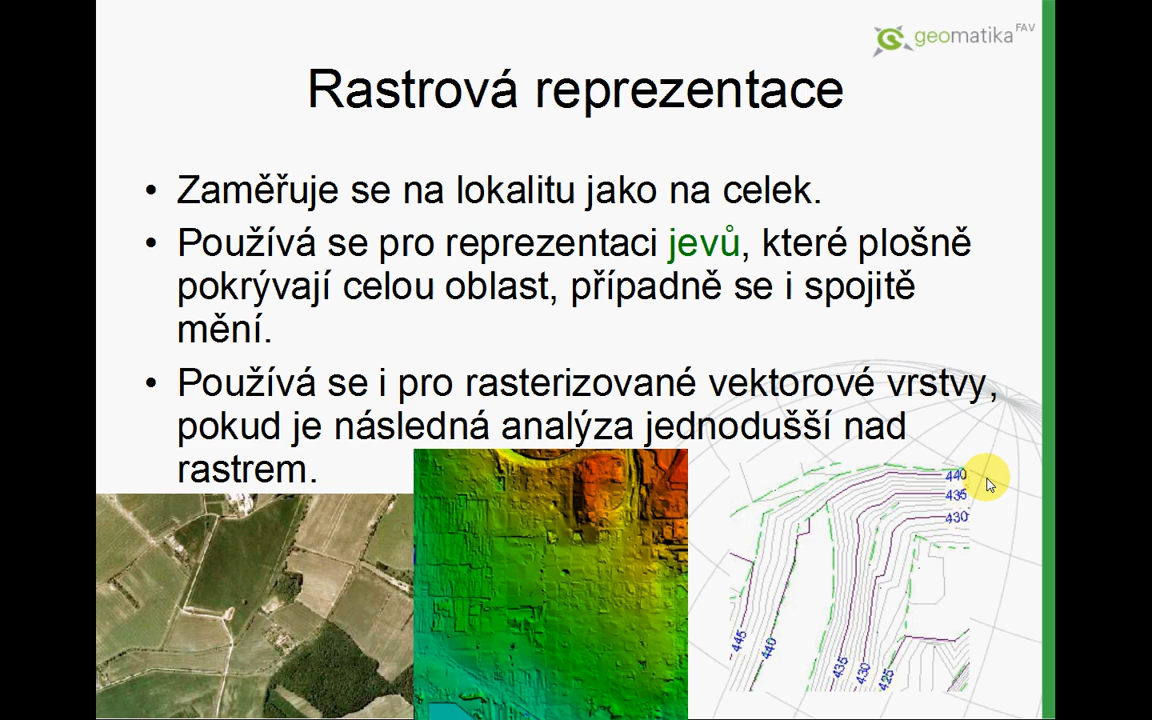 geomatika FAV
Rastrová reprezentace
• Zaměřuje se na lokalitu jako na celek.
• Používá se pro reprezentaci jevů, které plošně
pokrývají celou oblast, případně se i spojitě
mění.
• Používá se i pro rasterizované vektorové vrstvy,
pokud je následná analýza jednodušší nad
rastrem.
440
435
430
445
440
435
430
425